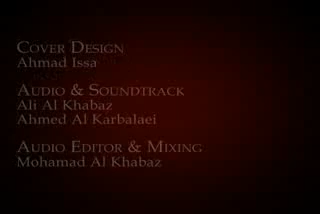 Cover Design
Ahmad Issa
Audio & Soundtrack
Ali Al Khabaz
Ahmed Al Karbalaei
Audio Editor & Mixing
Mohamad Al Khabaz